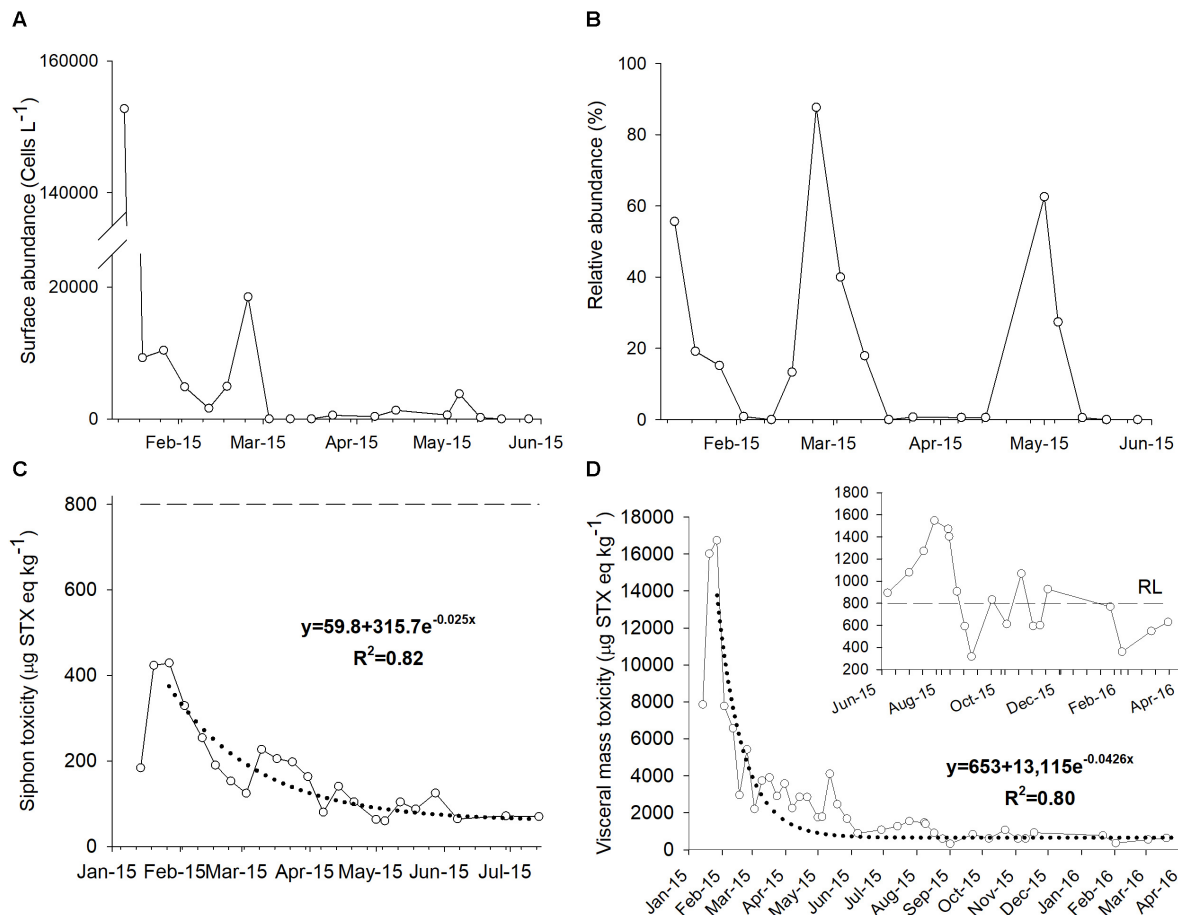 A
160000
140000
20000
0
Surface abundance (Cells L⁻¹)
Feb-15 Mar-15 Apr-15 May-15 Jun-15
B
100
80
60
40
20
0
Relative abundance (%)
Feb-15 Mar-15 Apr-15 May-15 Jun-15
C
800
600
400
200
0
Siphon toxicity (µg STX eq kg⁻¹)
y=59.8+315.7e⁻⁰·⁰²⁵ˣ
R²=0.82
Jan-15 Feb-15 Mar-15 Apr-15 May-15 Jun-15 Jul-15
D
18000
16000
14000
12000
10000
8000
6000
4000
2000
0
Visceral mass toxicity (µg STX eq kg⁻¹)
1800
1600
1400
1200
1000
800
600
400
200
RL
Jun-15 Aug-15 Oct-15 Dec-15 Feb-16 Apr-16
y=653+13,115e⁻⁰·⁰⁴²⁶ˣ
R²=0.80
Jan-15 Feb-15 Mar-15 Apr-15 May-15 Jun-15 Jul-15 Aug-15 Sep-15 Oct-15 Nov-15 Dec-15 Jan-16 Feb-16 Mar-16 Apr-16